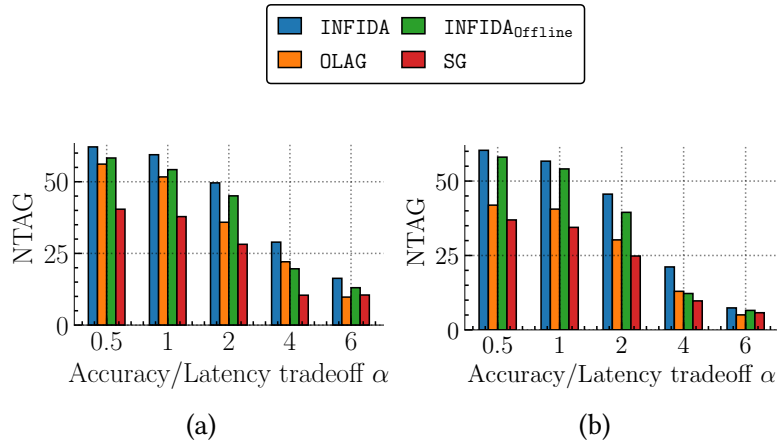 INFIDA
INFIDA_Offline
OLAG
SG
NTAG
50
25
0
0.5 1 2 4 6
Accuracy/Latency tradeoff α
(a)
NTAG
50
25
0
0.5 1 2 4 6
Accuracy/Latency tradeoff α
(b)